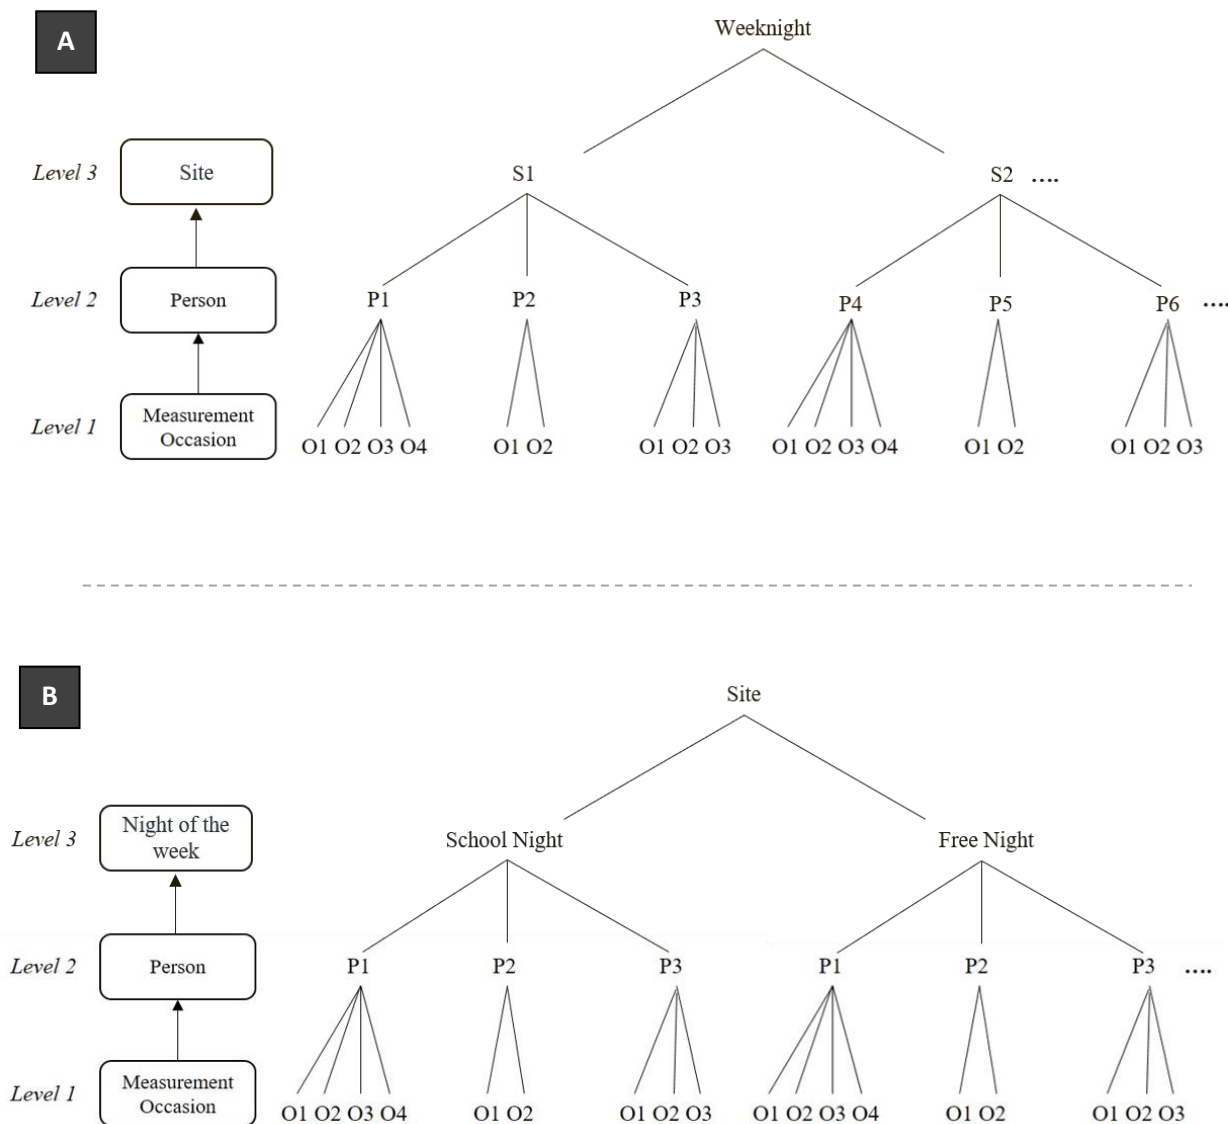 A
Weeknight
Level 3 Site S1 S2 ....
Level 2 Person P1 P2 P3 P4 P5 P6 ....
Level 1 Measurement
Occasion O1 O2 O3 O4 O1 O2 O1 O2 O3 O1 O2 O3 O4 O1 O2 O1 O2 O3
B
Site
Level 3 Night of the
week School Night Free Night
Level 2 Person P1 P2 P3 P1 P2 P3 ....
Level 1 Measurement
Occasion O1 O2 O3 O4 O1 O2 O1 O2 O3 O1 O2 O3 O4 O1 O2 O1 O2 O3